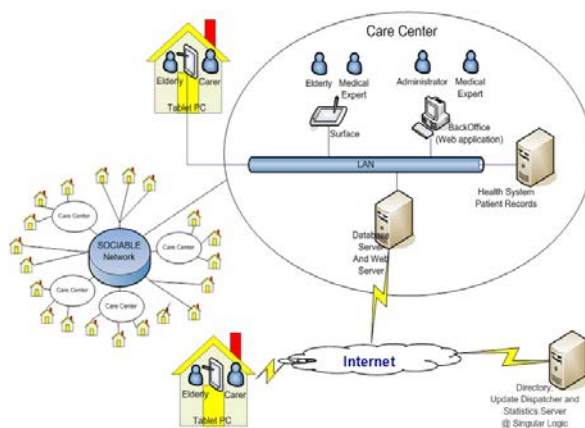 Care Center
Elderly Carer
Tablet PC
Elderly Medical
Expert
Administrator Medical
Expert
Surface
BackOffice
(Web application)
LAN
Health System
Patient Records
Database
Server
And Web
Server
Care Center
SOCIABLE
Network
Care Center
Care Center
Care Center
Internet
Elderly Carer
Tablet PC
Directory,
Update Dispatcher and
Statistics Server
@ Singular Logic